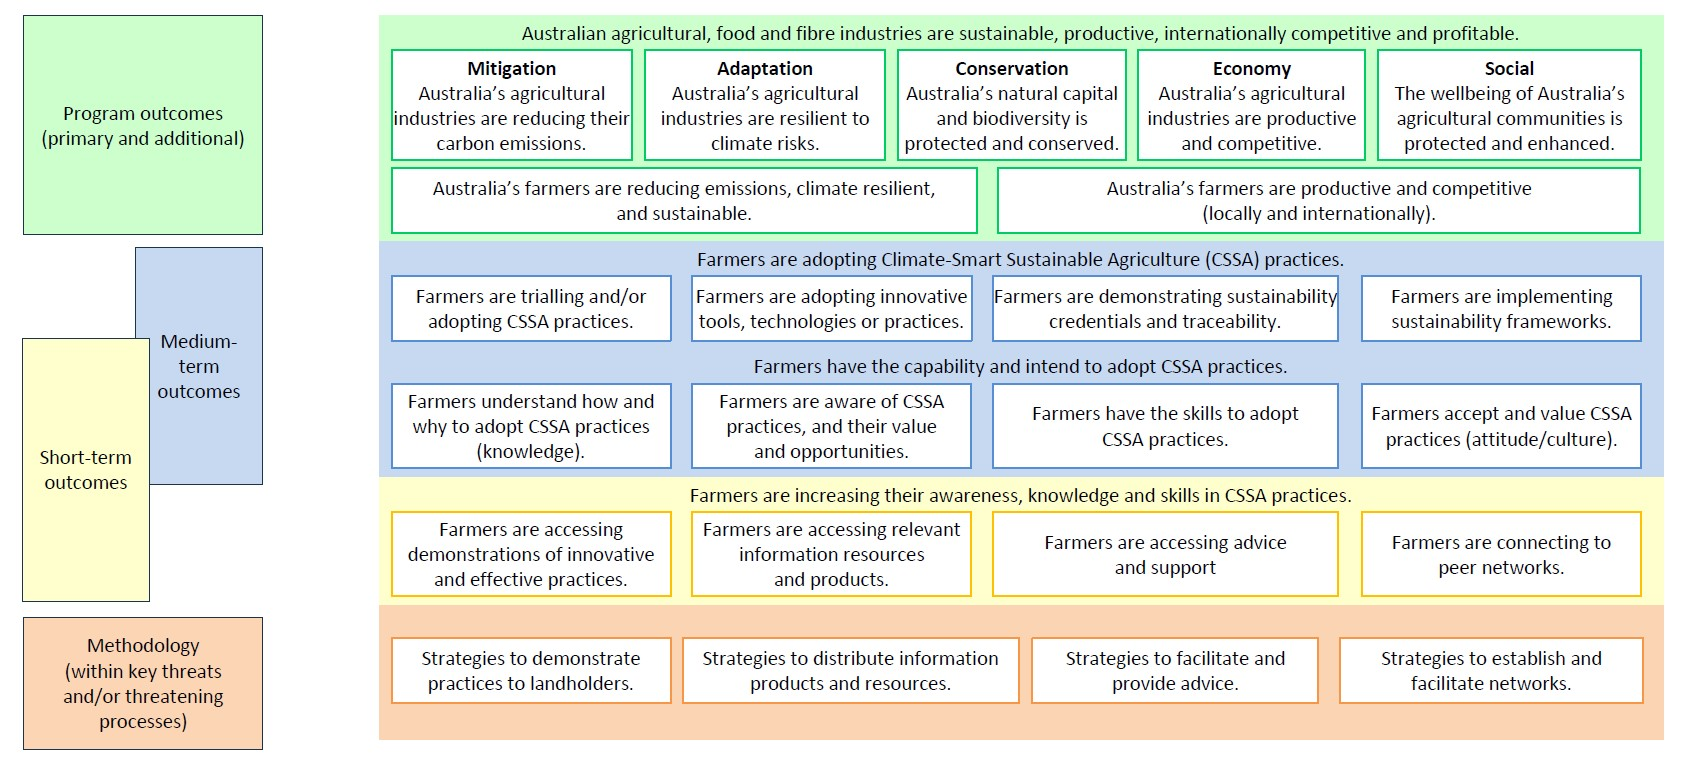 Program outcomes
(primary and additional)
Medium-
term
outcomes
Short-term
outcomes
Methodology
(within key threats
and/or threatening
processes)
Australian agricultural, food and fibre industries are sustainable, productive, internationally competitive and profitable.
Mitigation
Australia’s agricultural
industries are reducing their
carbon emissions.
Adaptation
Australia’s agricultural
industries are resilient to
climate risks.
Conservation
Australia’s natural capital
and biodiversity is
protected and conserved.
Economy
Australia’s agricultural
industries are productive
and competitive.
Social
The wellbeing of Australia’s
agricultural communities is
protected and enhanced.
Australia’s farmers are reducing emissions, climate resilient,
and sustainable.
Australia’s farmers are productive and competitive
(locally and internationally).
Farmers are adopting Climate-Smart Sustainable Agriculture (CSSA) practices.
Farmers are trialling and/or
adopting CSSA practices.
Farmers are adopting innovative
tools, technologies or practices.
Farmers are demonstrating sustainability
credentials and traceability.
Farmers are implementing
sustainability frameworks.
Farmers have the capability and intend to adopt CSSA practices.
Farmers understand how and
why to adopt CSSA practices
(knowledge).
Farmers are aware of CSSA
practices, and their value
and opportunities.
Farmers have the skills to adopt
CSSA practices.
Farmers accept and value CSSA
practices (attitude/culture).
Farmers are increasing their awareness, knowledge and skills in CSSA practices.
Farmers are accessing
demonstrations of innovative
and effective practices.
Farmers are accessing relevant
information resources
and products.
Farmers are accessing advice
and support
Farmers are connecting to
peer networks.
Strategies to demonstrate
practices to landholders.
Strategies to distribute information
products and resources.
Strategies to facilitate and
provide advice.
Strategies to establish and
facilitate networks.